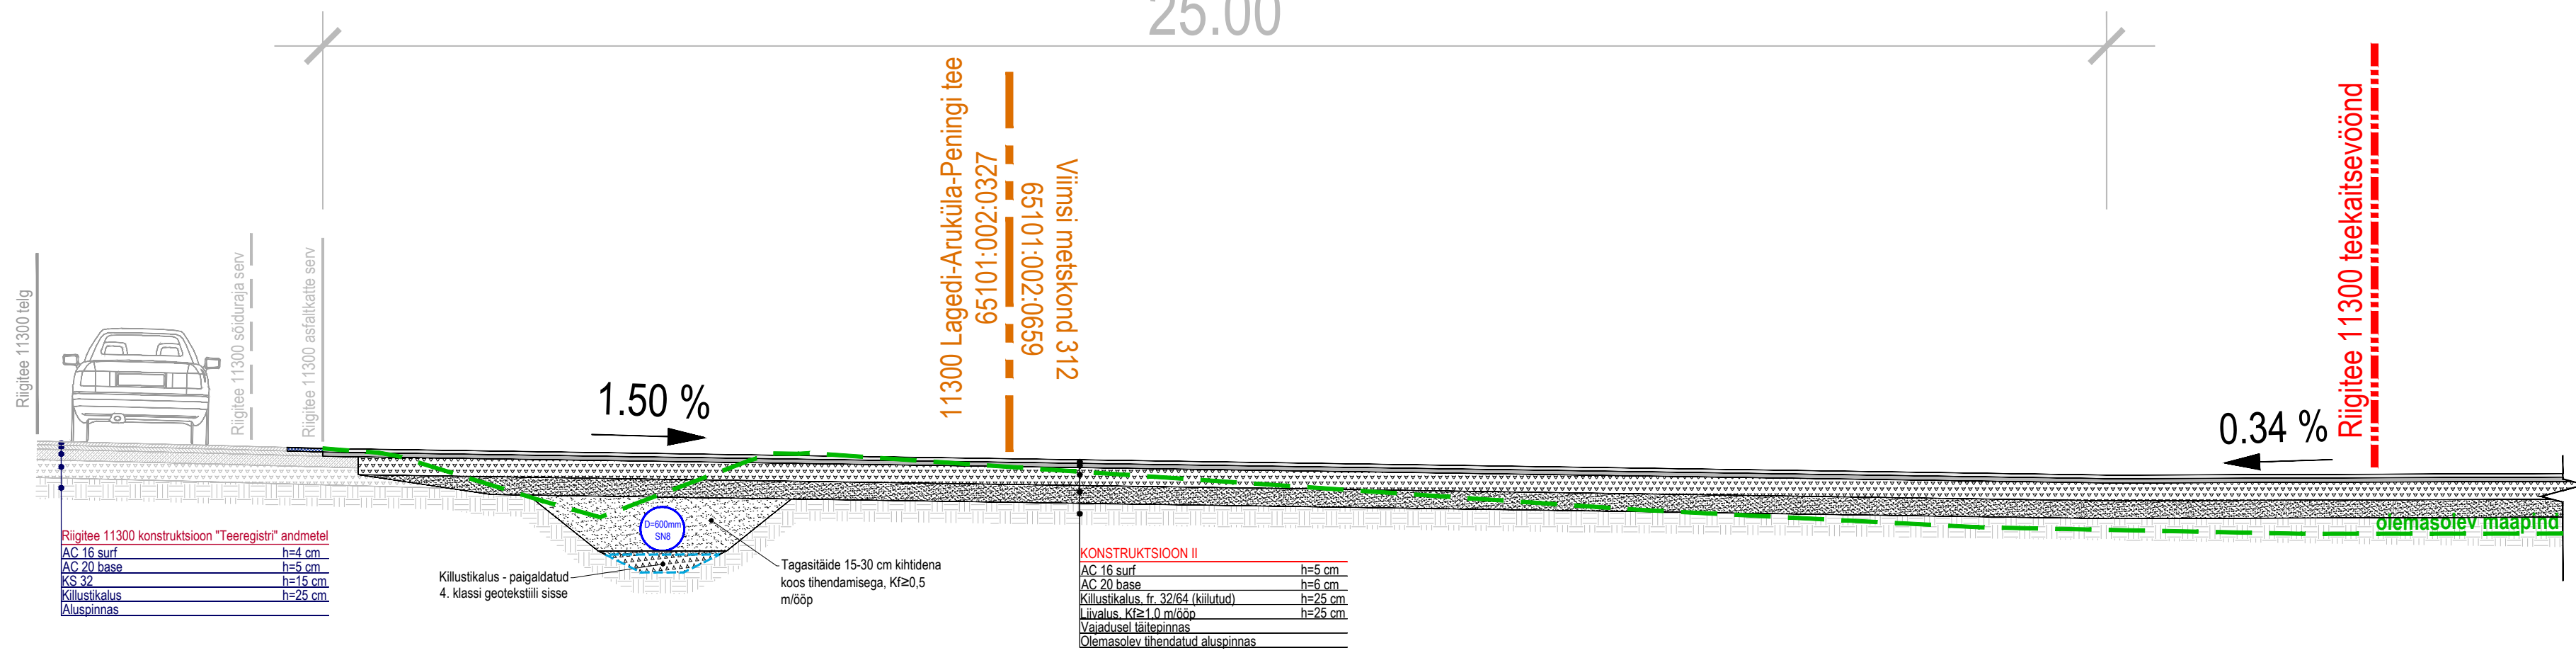 25.00
Riigitee 11300 telg
Riigitee 11300 sõiduraja serv
Riigitee 11300 asfaltkatte serv
1.50 %
11300 Lagedi-Aruküla-Peningi tee
65101:002:0327
65101:002:0659
Viimsi metskond 312
0.34 %
Riigitee 11300 teekaitsevöönd
olemasolev maapind
Riigitee 11300 konstruktsioon "Teeregistri" andmetel
AC 16 surf h=4 cm
AC 20 base h=5 cm
KS 32 h=15 cm
Killustikalus h=25 cm
Aluspinnas
D=600mm
SN8
Killustikalus - paigaldatud
4. klassi geotekstiili sisse
Tagasitäide 15-30 cm kihtidena
koos tihendamisega, Kf≥0,5
m/ööp
KONSTRUKTSIOON II
AC 16 surf h=5 cm
AC 20 base h=6 cm
Killustikalus, fr. 32/64 (kiilutud) h=25 cm
Liivalus, Kf≥1,0 m/ööp h=25 cm
Vajadusel täitepinnas
Olemasolev tihendatud aluspinnas